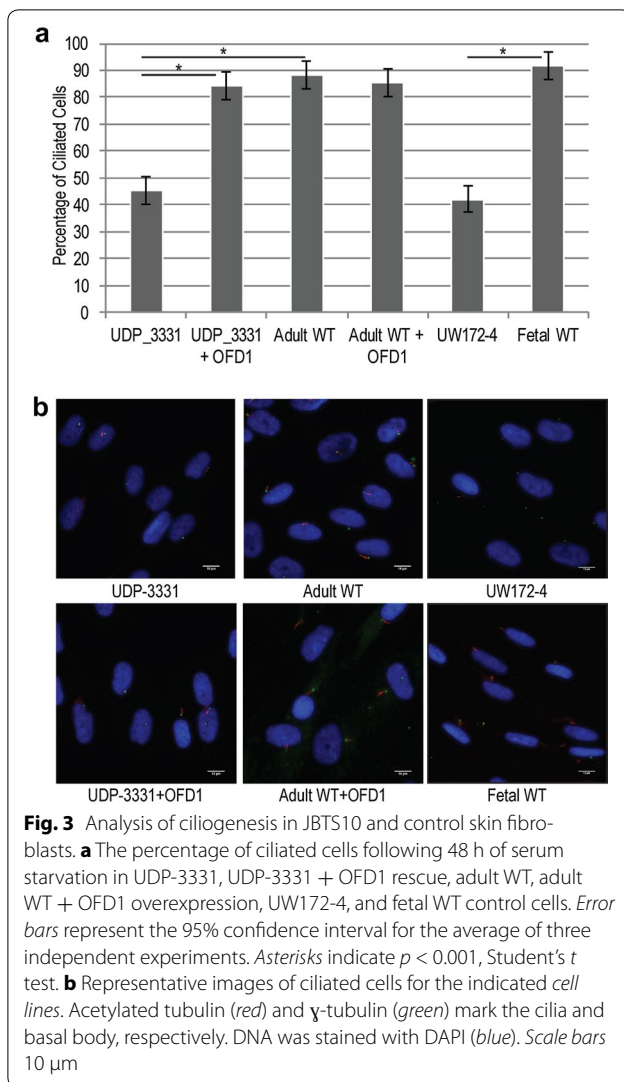 a
100
90
80
70
60
50
40
30
20
10
0
Percentage of Ciliated Cells
*
*
*
UDP_3331
UDP_3331
+ OFD1
Adult WT
Adult WT +
OFD1
UW172-4
Fetal WT
b
UDP-3331
Adult WT
UW172-4
UDP-3331+OFD1
Adult WT+OFD1
Fetal WT
Fig. 3 Analysis of ciliogenesis in JBTS10 and control skin fibro-
blasts. a The percentage of ciliated cells following 48 h of serum
starvation in UDP-3331, UDP-3331 + OFD1 rescue, adult WT, adult
WT + OFD1 overexpression, UW172-4, and fetal WT control cells. Error
bars represent the 95% confidence interval for the average of three
independent experiments. Asterisks indicate p < 0.001, Student's t
test. b Representative images of ciliated cells for the indicated cell
lines. Acetylated tubulin (red) and ɣ-tubulin (green) mark the cilia and
basal body, respectively. DNA was stained with DAPI (blue). Scale bars
10 µm